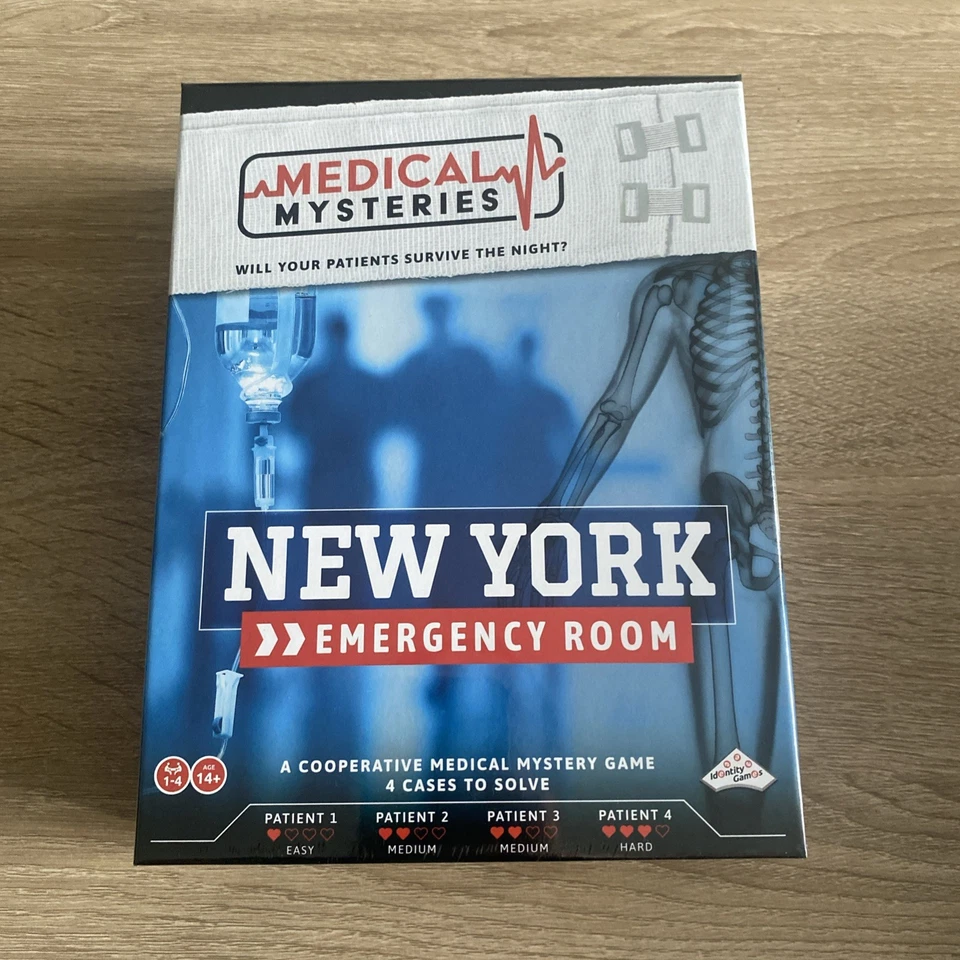 MEDICAL
MYSTERIES
WILL YOUR PATIENTS SURVIVE THE NIGHT?
NEW YORK
EMERGENCY ROOM
A COOPERATIVE MEDICAL MYSTERY GAME
4 CASES TO SOLVE
1-4
AGE
14+
Identity
Games
PATIENT 1
EASY
PATIENT 2
MEDIUM
PATIENT 3
MEDIUM
PATIENT 4
HARD